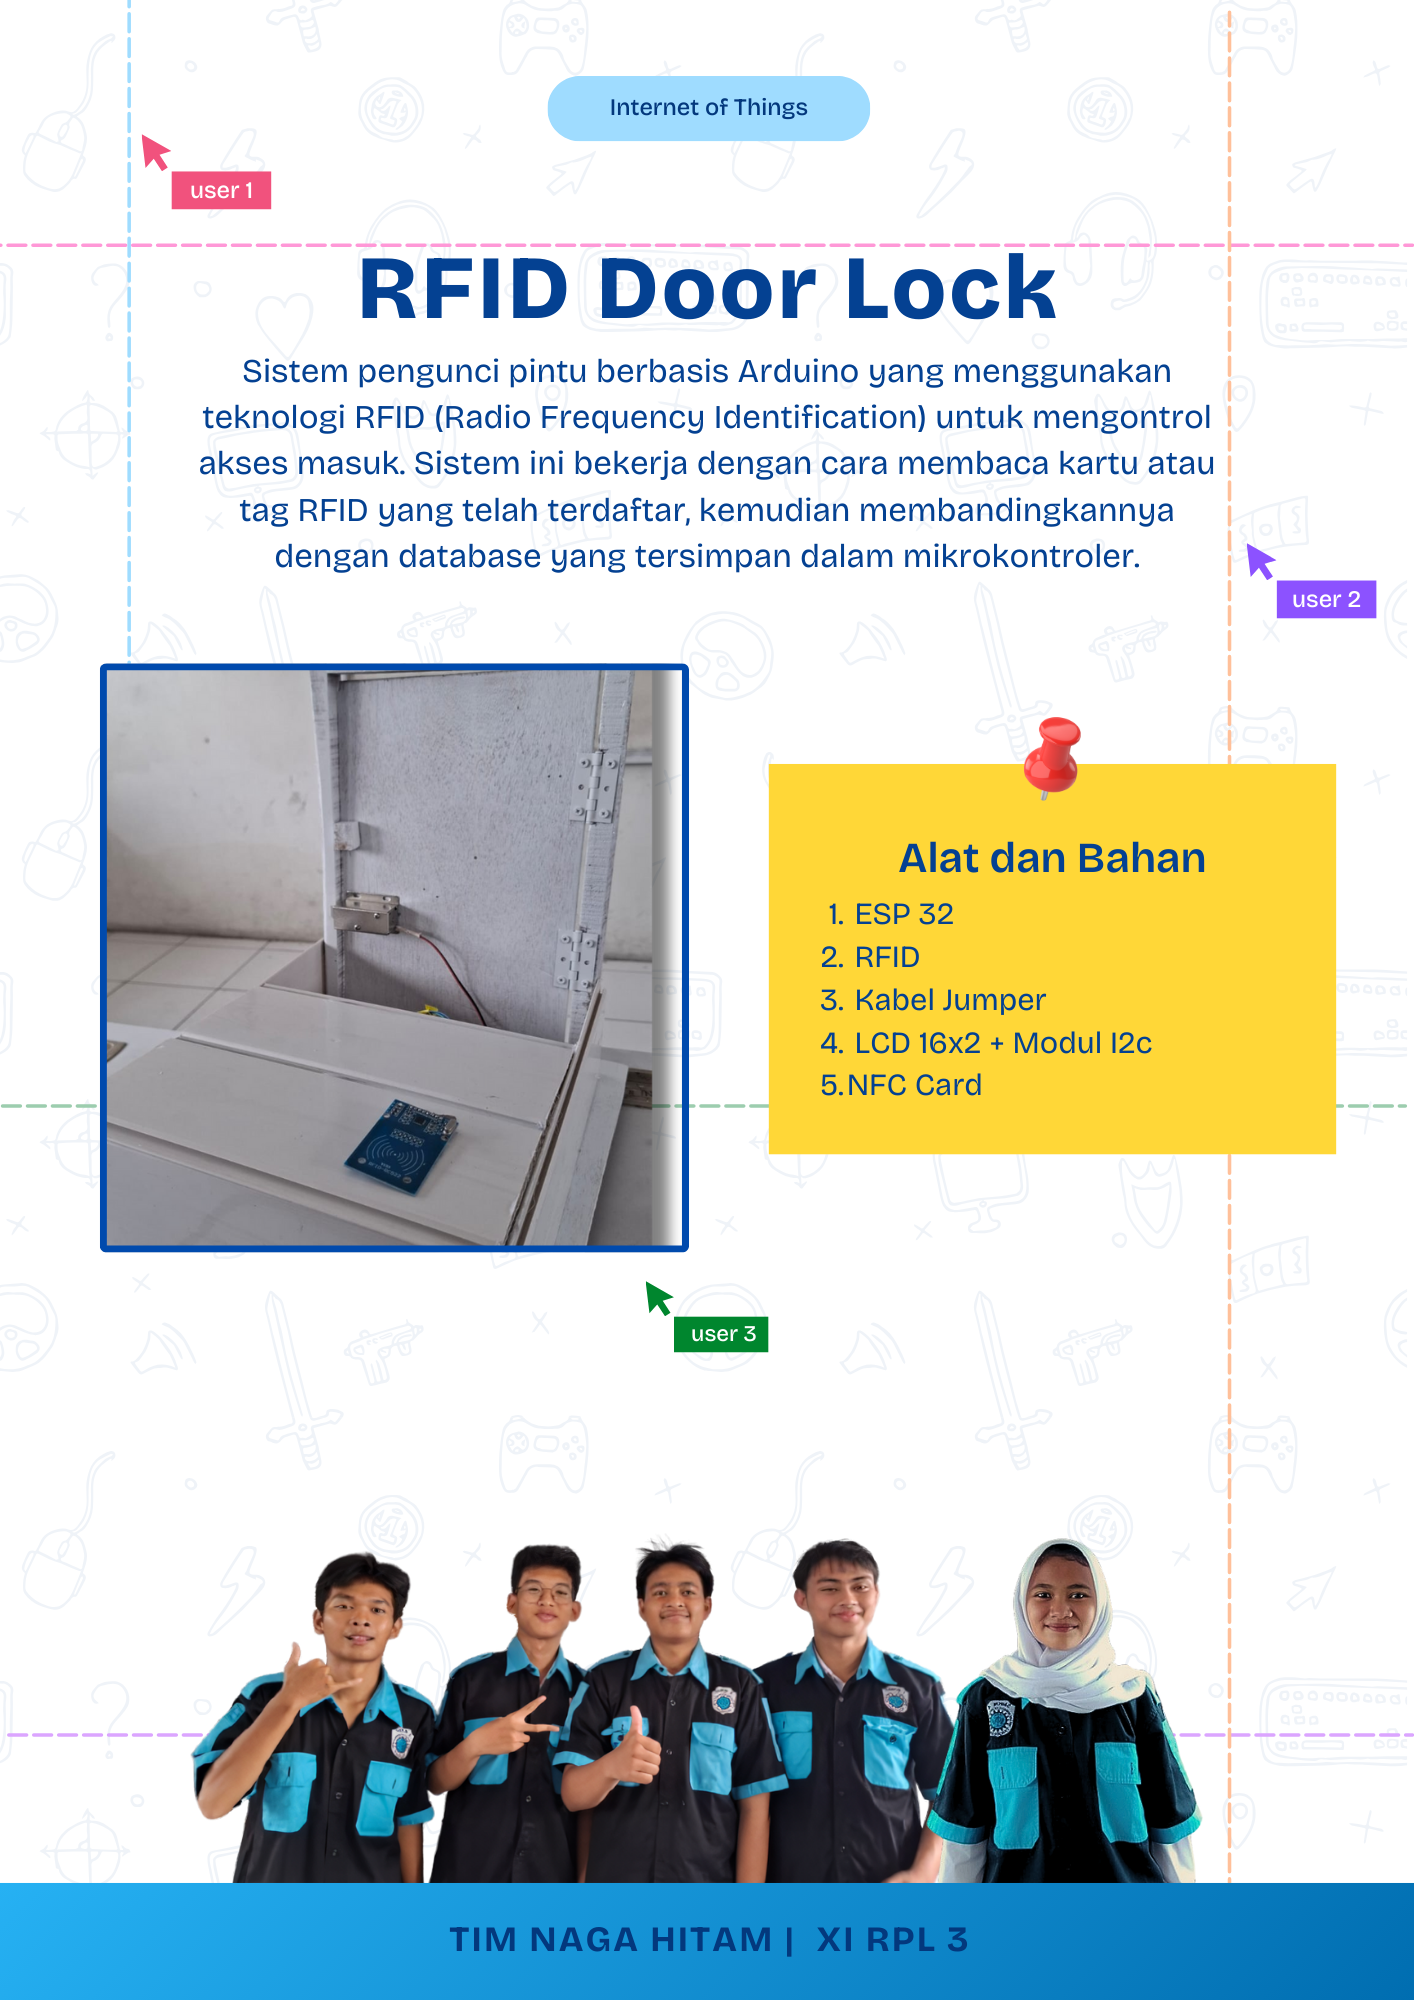 Internet of Things
user 1
RFID Door Lock
Sistem pengunci pintu berbasis Arduino yang menggunakan
teknologi RFID (Radio Frequency Identification) untuk mengontrol
akses masuk. Sistem ini bekerja dengan cara membaca kartu atau
tag RFID yang telah terdaftar, kemudian membandingkannya
dengan database yang tersimpan dalam mikrokontroler.
user 2
Alat dan Bahan
1. ESP 32
2. RFID
3. Kabel Jumper
4. LCD 16x2 + Modul I2c
5.NFC Card
user 3
TIM NAGA HITAM | XI RPL 3